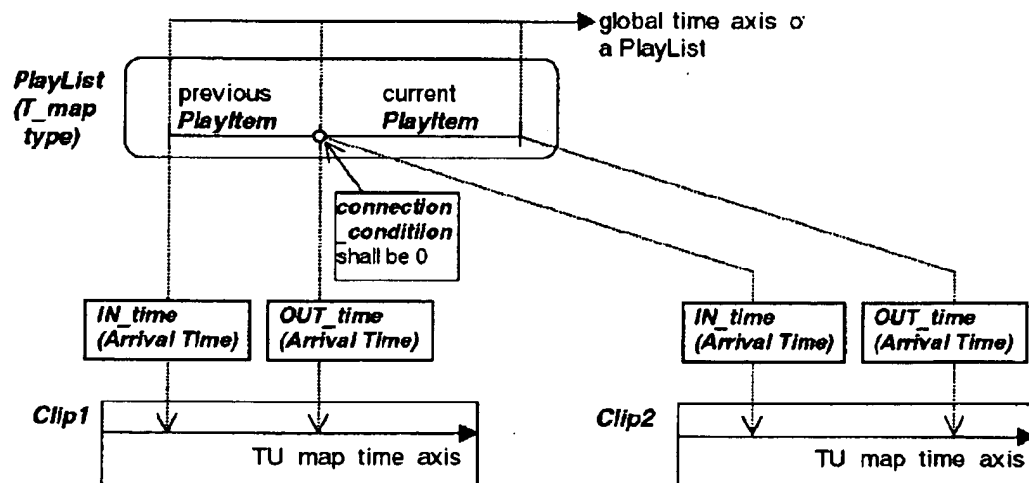 global time axis o
a PlayList
PlayList
(T_map
type)
previous
PlayItem
current
PlayItem
connection
_condition
shall be 0
IN_time
(Arrival Time)
OUT_time
(Arrival Time)
IN_time
(Arrival Time)
OUT_time
(Arrival Time)
Clip1
TU map time axis
Clip2
TU map time axis